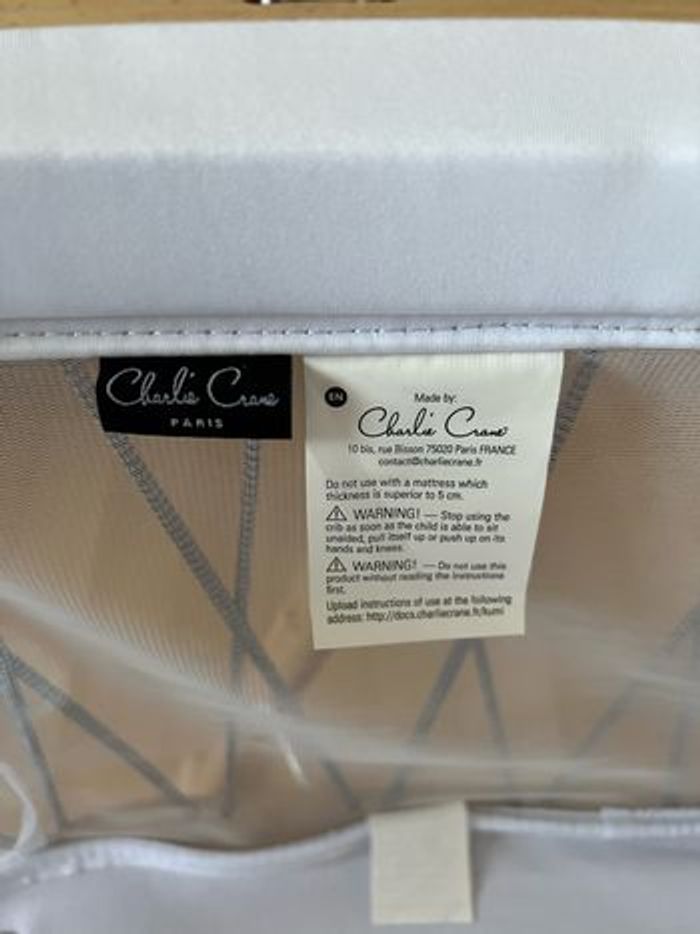 Charlie Crane
PARIS
EN
Made by:
Charlie Crane
10 bis, rue Bisson 75020 Paris FRANCE
contact@charliecrane.fr
Do not use with a mattress which
thickness is superior to 5 cm.
WARNING! — Stop using the
crib as soon as the child is able to sit
unaided, pull itself up or push up on its
hands and knees.
WARNING! — Do not use this
product without reading the instructions
first.
Upload instructions of use at the following
address: http://docs.charliecrane.fr/kumi